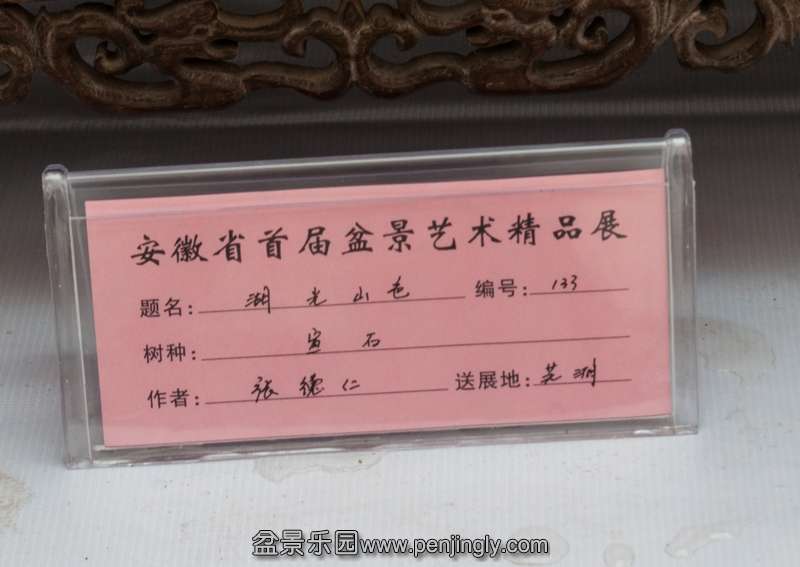 安徽省首届盆景艺术精品展
题名: 湖光山色 编号: 133
树种: 宣石
作者: 张德仁 送展地: 芜湖
盆景乐园www.penjingly.com